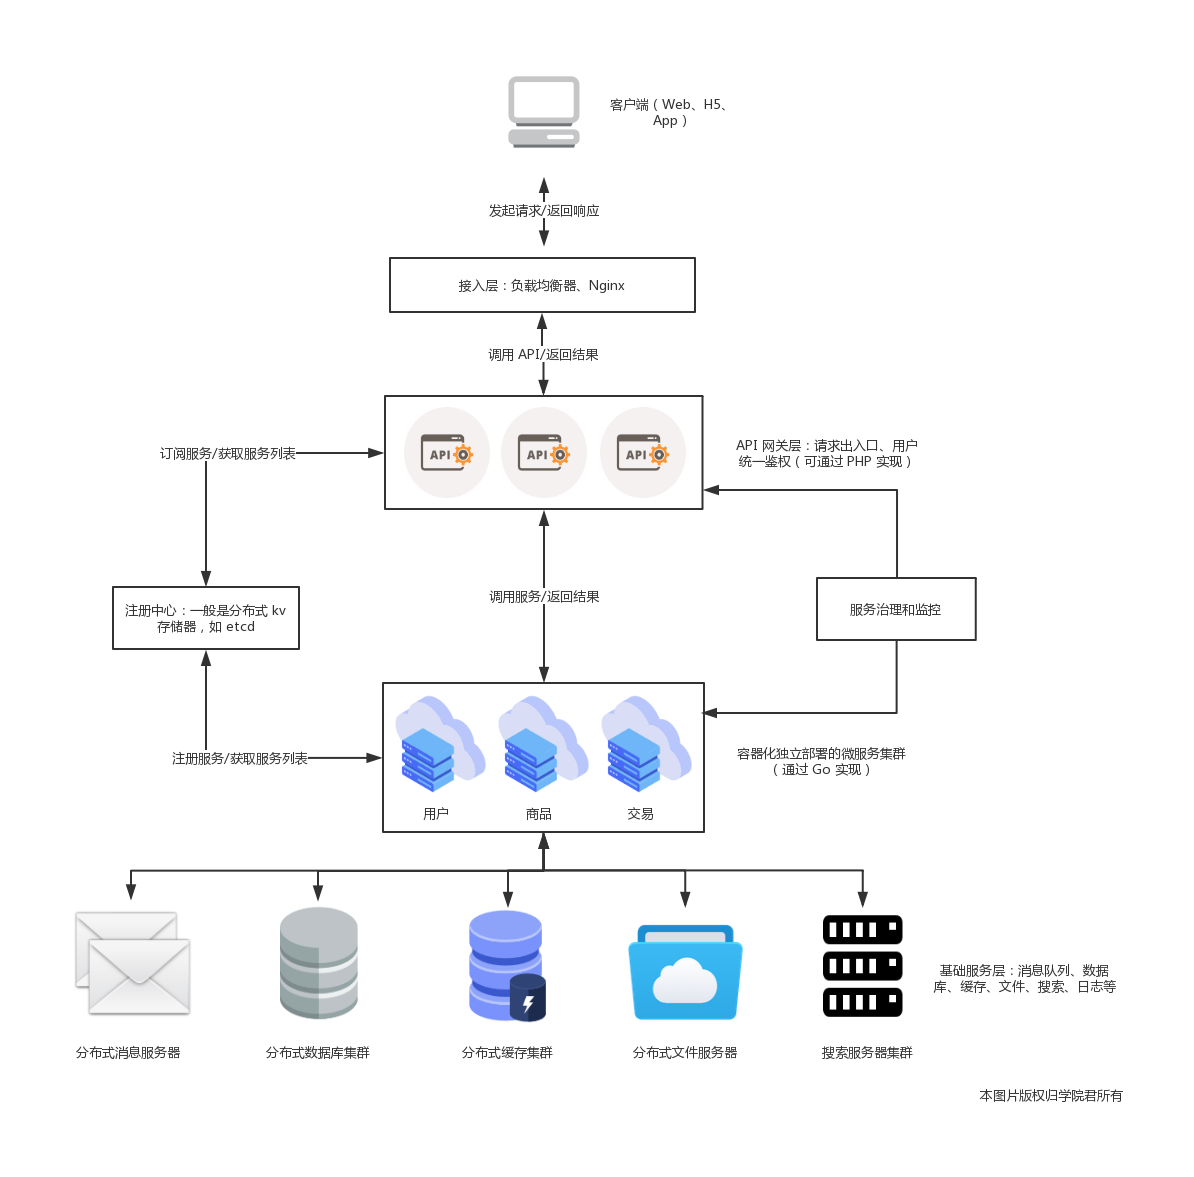 客户端（Web、H5、
App）
发起请求/返回响应
接入层：负载均衡器、Nginx
调用 API/返回结果
API
API
API
订阅服务/获取服务列表
API 网关层：请求出入口、用户
统一鉴权（可通过 PHP 实现）
调用服务/返回结果
注册中心：一般是分布式 kv
存储器，如 etcd
服务治理和监控
注册服务/获取服务列表
容器化独立部署的微服务集群
（通过 Go 实现）
用户
商品
交易
基础服务层：消息队列、数据
库、缓存、文件、搜索、日志等
分布式消息服务器
分布式数据库集群
分布式缓存集群
分布式文件服务器
搜索服务器集群
本图片版权归学院君所有